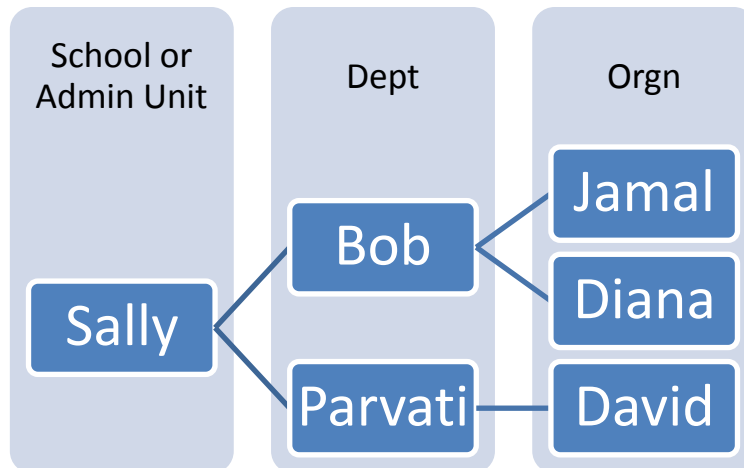 School or
Admin Unit
Dept
Orgn
Jamal
Bob
Diana
Sally
Parvati
David